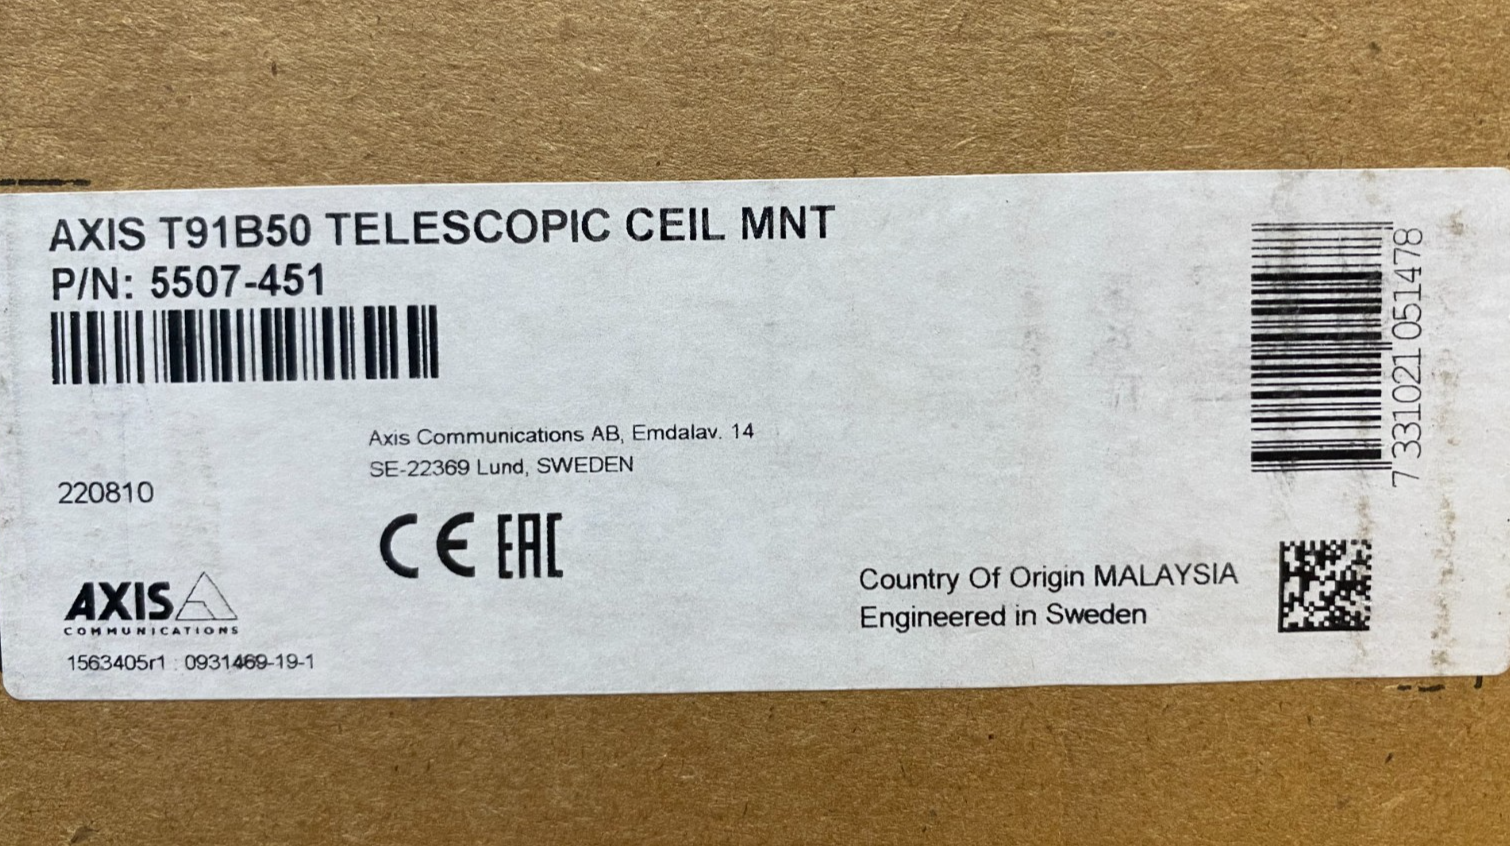 AXIS T91B50 TELESCOPIC CEIL MNT
P/N: 5507-451
7 331021 051478
Axis Communications AB, Emdalav. 14
SE-22369 Lund, SWEDEN
220810
CE EAC
Country Of Origin MALAYSIA
Engineered in Sweden
AXIS
COMMUNICATIONS
1563405r1 : 0931469-19-1